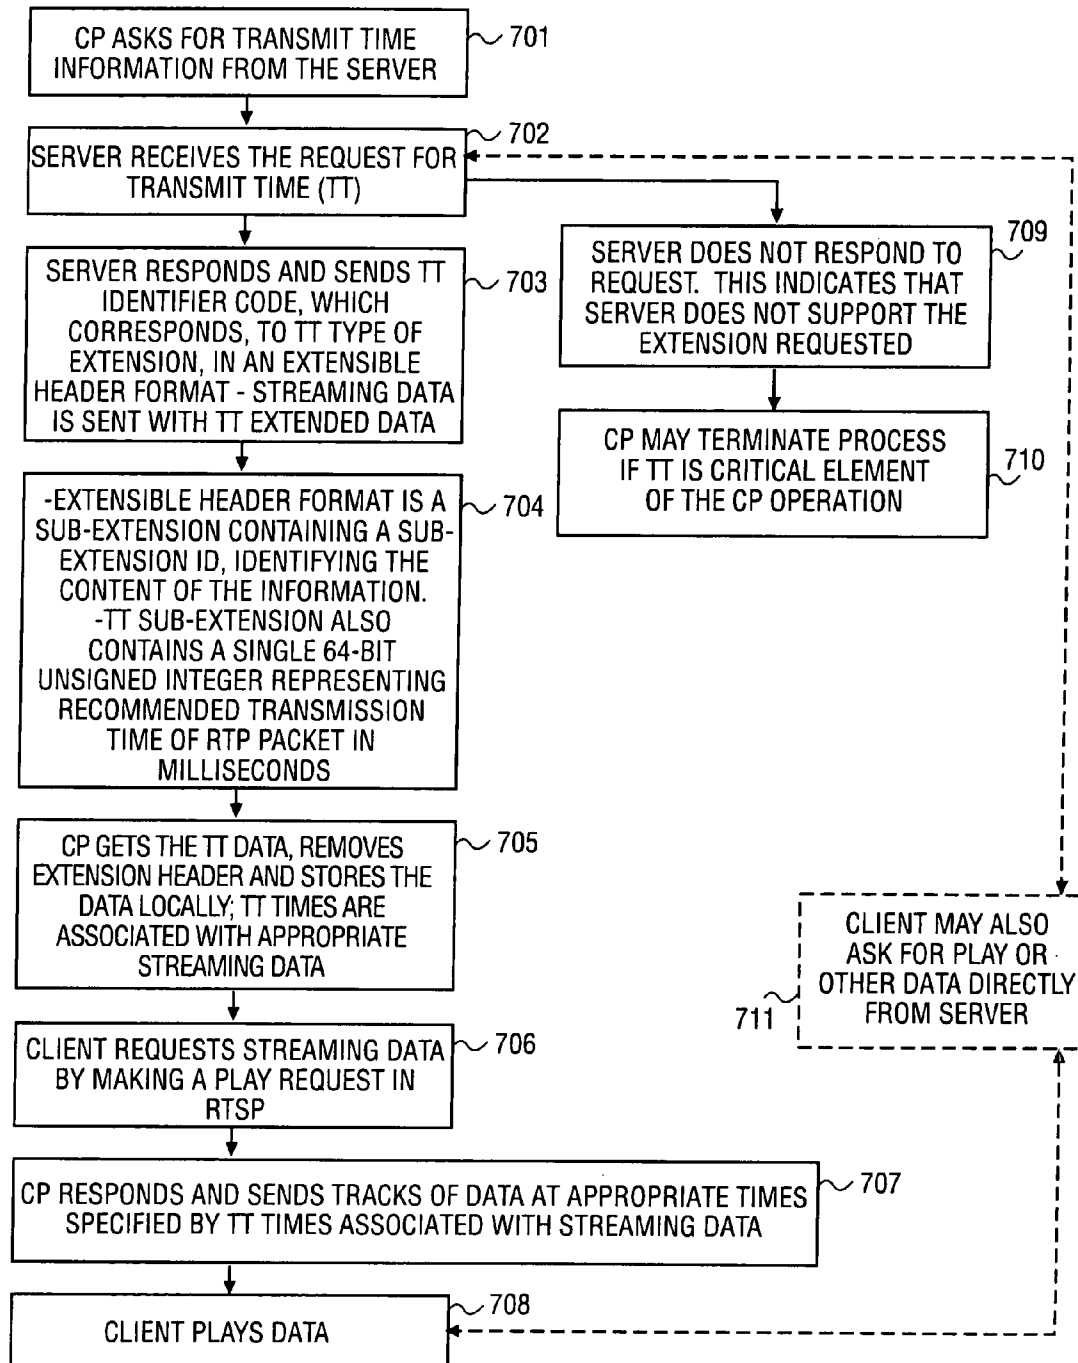 CP ASKS FOR TRANSMIT TIME
INFORMATION FROM THE SERVER
701
702
SERVER RECEIVES THE REQUEST FOR
TRANSMIT TIME (TT)
703
SERVER RESPONDS AND SENDS TT
IDENTIFIER CODE, WHICH
CORRESPONDS, TO TT TYPE OF
EXTENSION, IN AN EXTENSIBLE
HEADER FORMAT - STREAMING DATA
IS SENT WITH TT EXTENDED DATA
709
SERVER DOES NOT RESPOND TO
REQUEST. THIS INDICATES THAT
SERVER DOES NOT SUPPORT THE
EXTENSION REQUESTED
CP MAY TERMINATE PROCESS
IF TT IS CRITICAL ELEMENT
OF THE CP OPERATION
710
704
-EXTENSIBLE HEADER FORMAT IS A
SUB-EXTENSION CONTAINING A SUB-
EXTENSION ID, IDENTIFYING THE
CONTENT OF THE INFORMATION.
-TT SUB-EXTENSION ALSO
CONTAINS A SINGLE 64-BIT
UNSIGNED INTEGER REPRESENTING
RECOMMENDED TRANSMISSION
TIME OF RTP PACKET IN
MILLISECONDS
705
CP GETS THE TT DATA, REMOVES
EXTENSION HEADER AND STORES THE
DATA LOCALLY; TT TIMES ARE
ASSOCIATED WITH APPROPRIATE
STREAMING DATA
CLIENT MAY ALSO
ASK FOR PLAY OR
OTHER DATA DIRECTLY
FROM SERVER
711
706
CLIENT REQUESTS STREAMING DATA
BY MAKING A PLAY REQUEST IN
RTSP
707
CP RESPONDS AND SENDS TRACKS OF DATA AT APPROPRIATE TIMES
SPECIFIED BY TT TIMES ASSOCIATED WITH STREAMING DATA
708
CLIENT PLAYS DATA